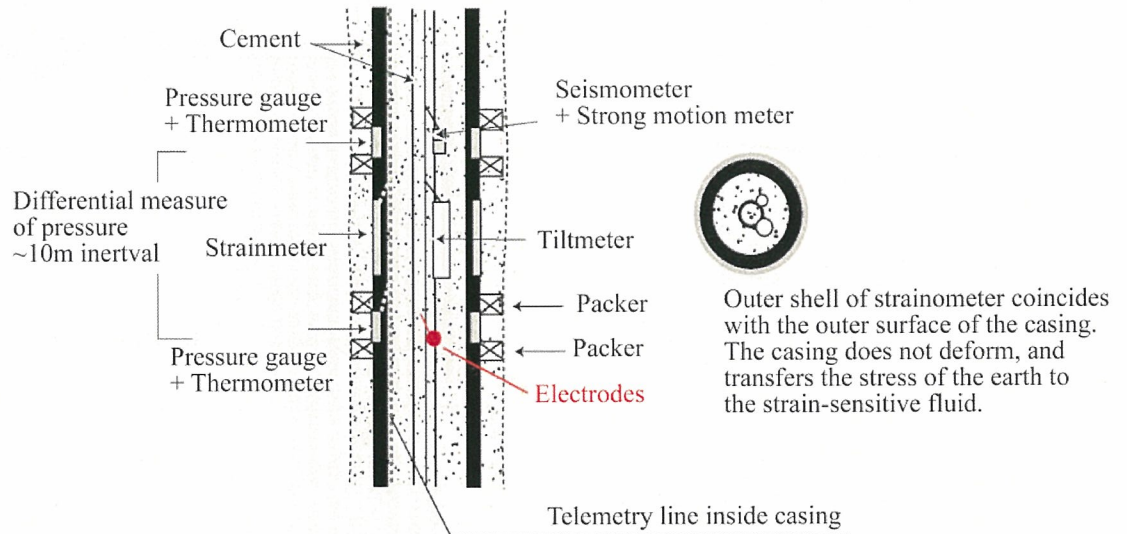 Cement
Pressure gauge
+ Thermometer
Seismometer
+ Strong motion meter
Differential measure
of pressure
~10m inertval
Strainmeter
Tiltmeter
Packer
Packer
Pressure gauge
+ Thermometer
Electrodes
Outer shell of strainometer coincides
with the outer surface of the casing.
The casing does not deform, and
transfers the stress of the earth to
the strain-sensitive fluid.
Telemetry line inside casing